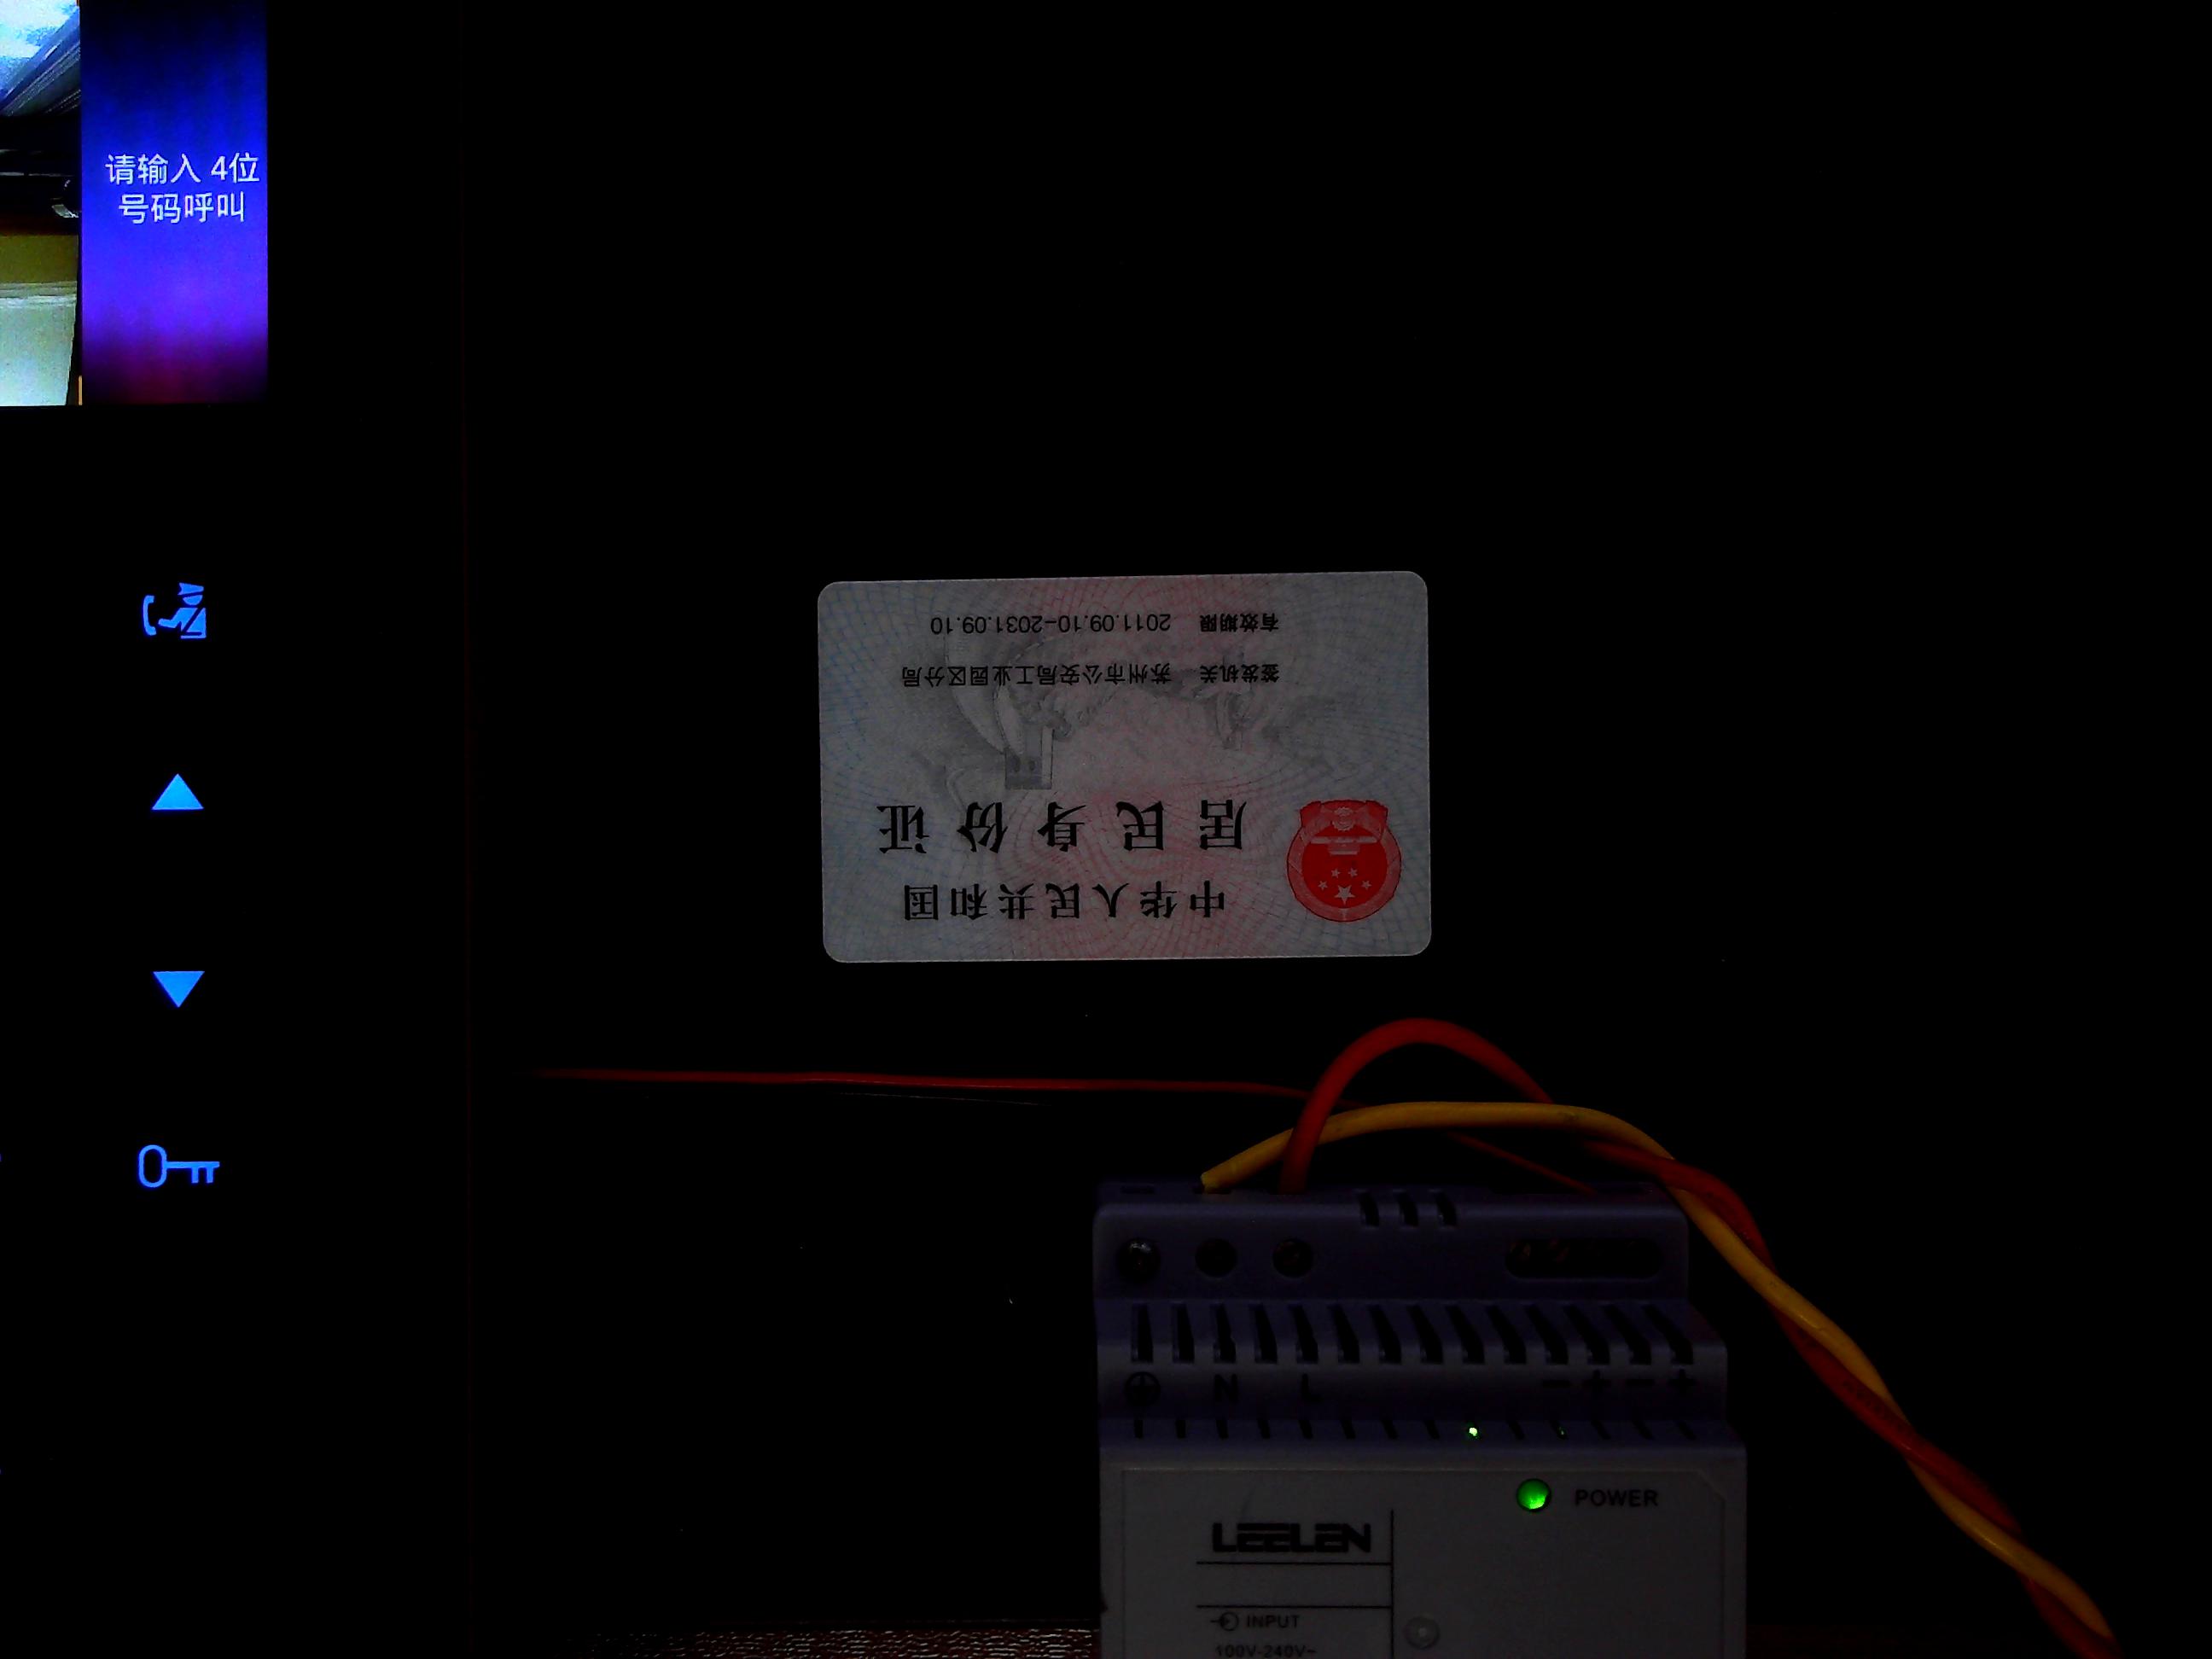 请输入 4位
号码呼叫
中华人民共和国
居民身份证
签发机关 苏州市公安局工业园区分局
有效期限 2011.09.10-2031.09.10
N L - + - +
POWER
LEELEN
INPUT
100V-240V~